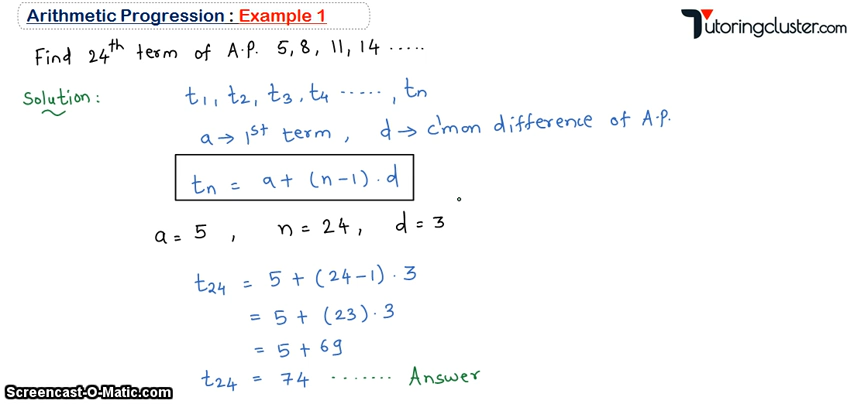 Arithmetic Progression : Example 1
Tutoringcluster.com
Find 24th term of A.P. 5, 8, 11, 14 .....
Solution :
t1, t2, t3, t4 ....., tn
a → 1st term, d → c'mon difference of A.P.
tn = a + (n-1) . d
a = 5, n = 24, d = 3
t24 = 5 + (24-1) . 3
= 5 + (23) . 3
= 5 + 69
t24 = 74 ....... Answer
Screencast-O-Matic.com